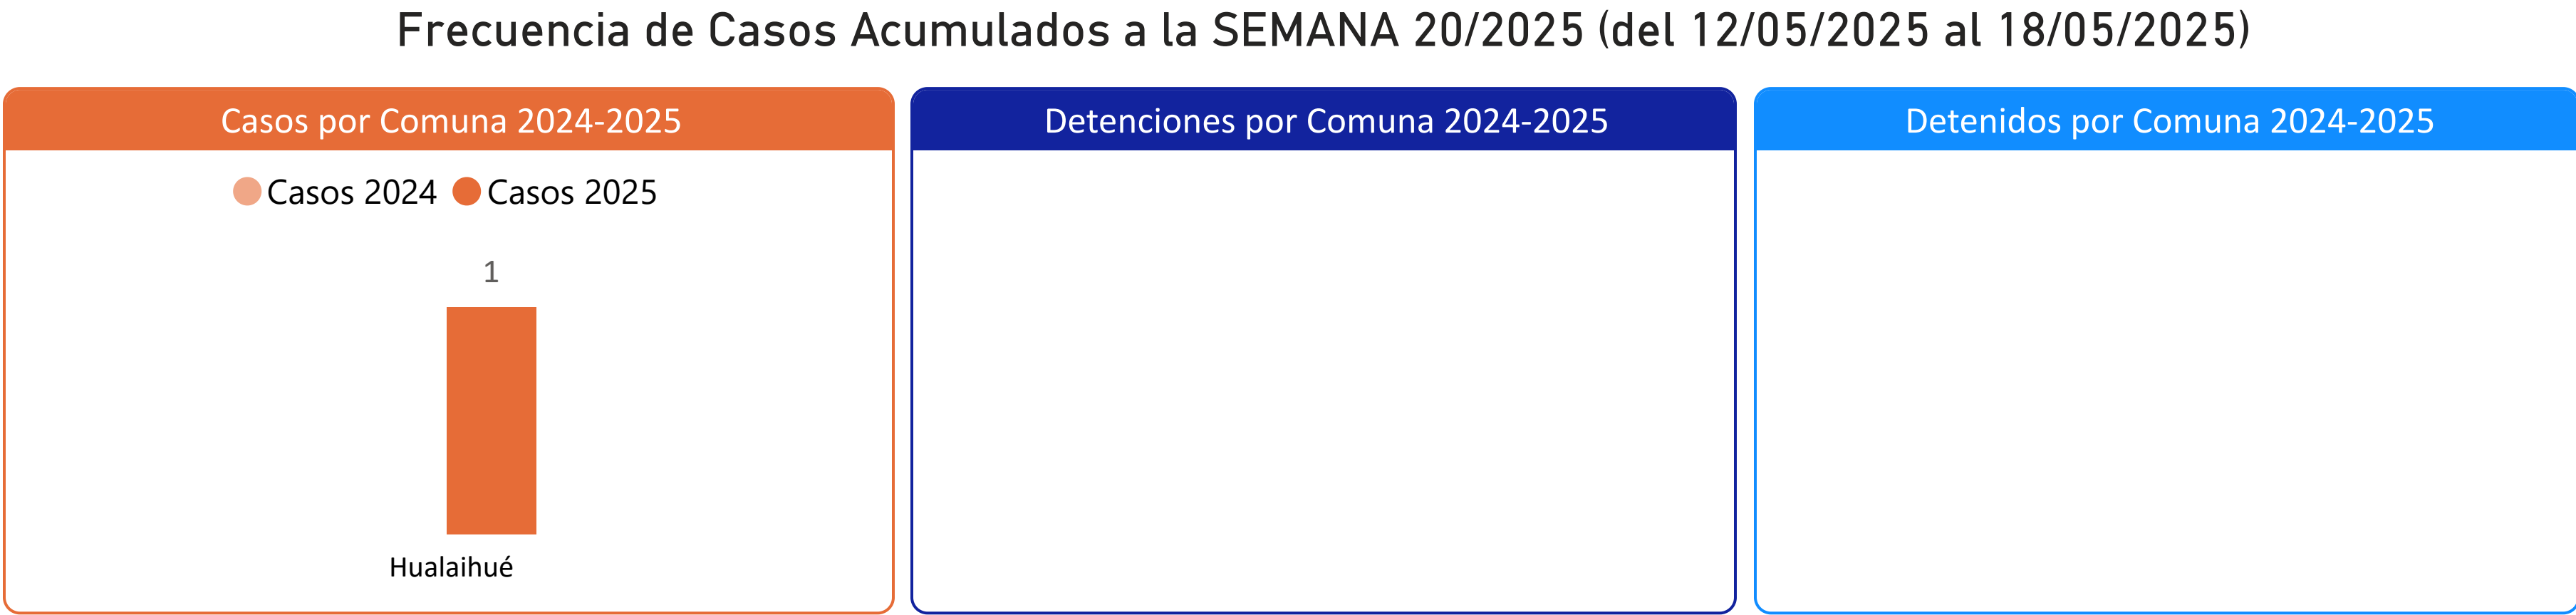 Frecuencia de Casos Acumulados a la SEMANA 20/2025 (del 12/05/2025 al 18/05/2025)
Casos por Comuna 2024-2025
Casos 2024 Casos 2025
1
Hualaihué
Detenciones por Comuna 2024-2025
Detenidos por Comuna 2024-2025